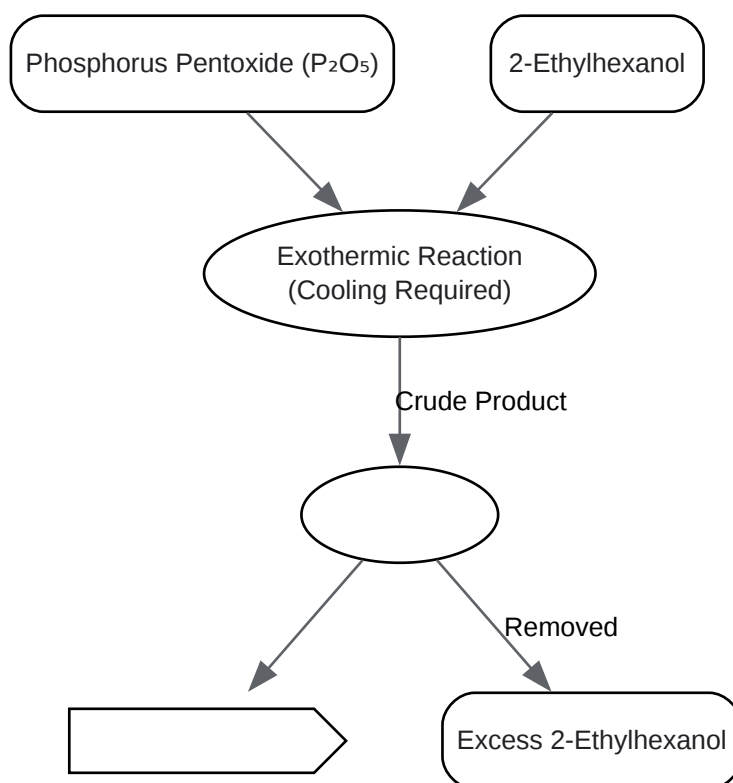 Phosphorus Pentoxide (P₂O₅)
2-Ethylhexanol
Exothermic Reaction
(Cooling Required)
Crude Product
Removed
Excess 2-Ethylhexanol